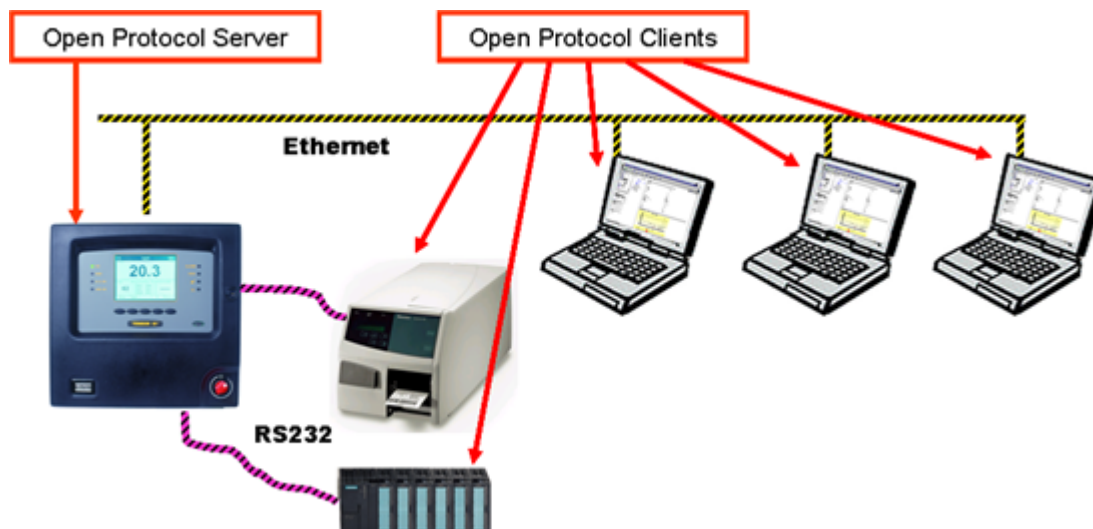 Open Protocol Server
Open Protocol Clients
Ethernet
20.3
RS232